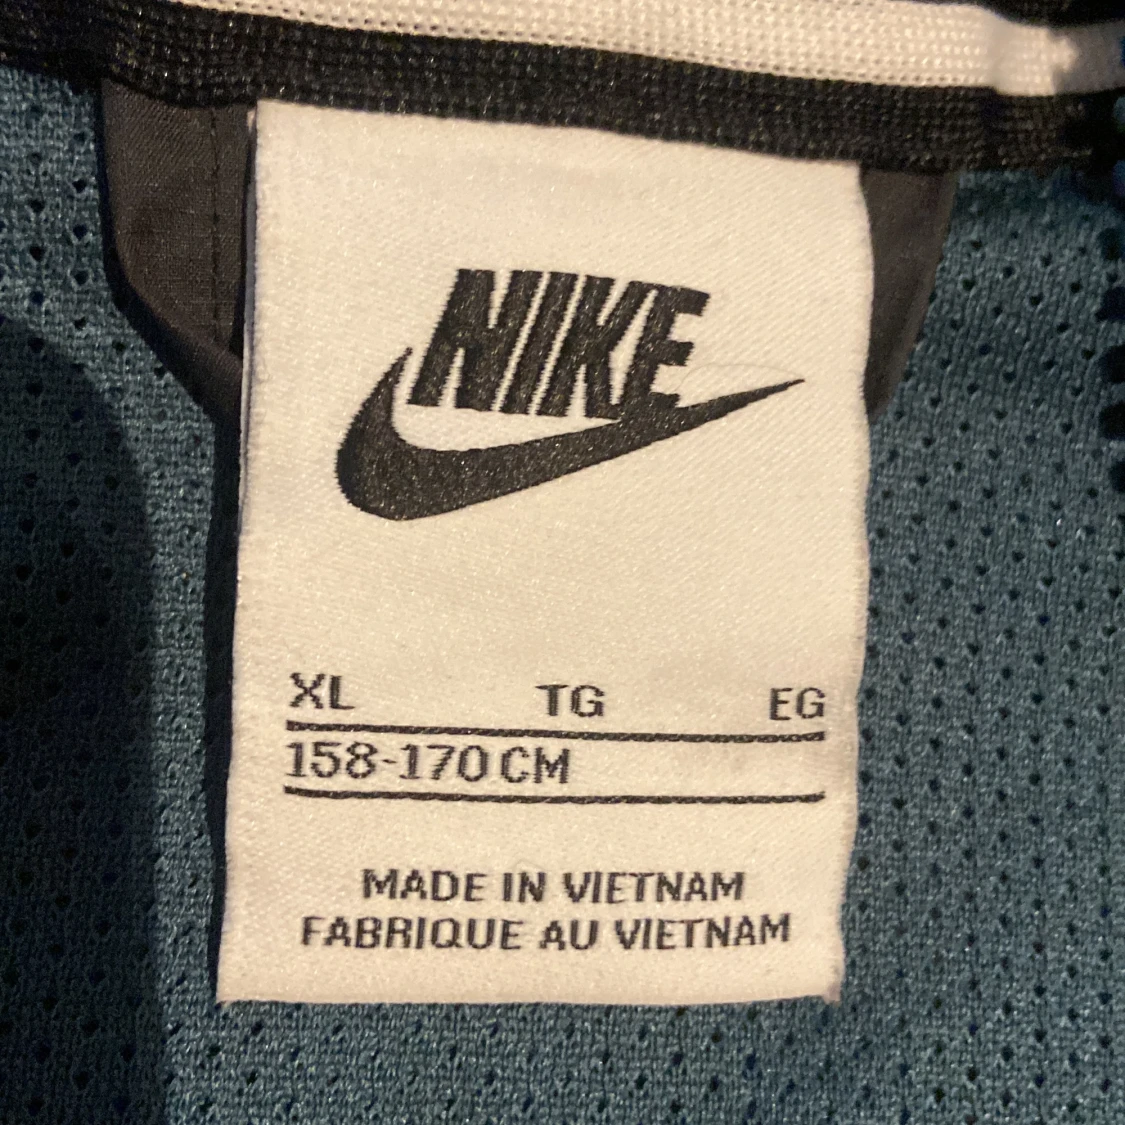 NIKE
XL TG EG
158-170 CM
MADE IN VIETNAM
FABRIQUE AU VIETNAM